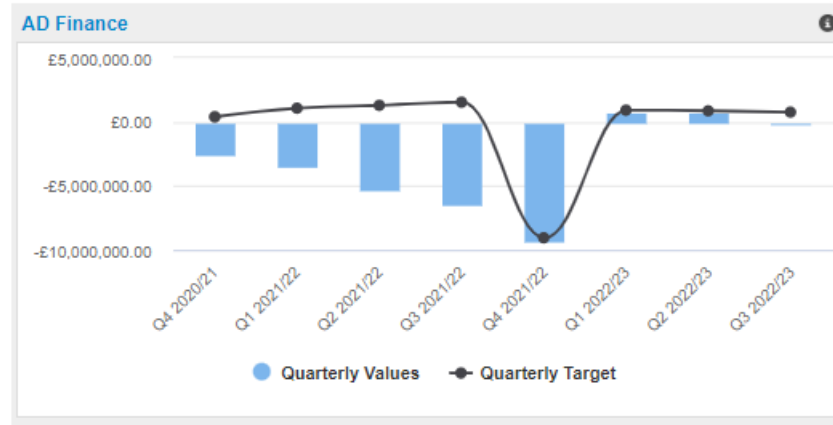 AD Finance
£5,000,000.00
£0.00
-£5,000,000.00
-£10,000,000.00
Q4 2020/21
Q1 2021/22
Q2 2021/22
Q3 2021/22
Q4 2021/22
Q1 2022/23
Q2 2022/23
Q3 2022/23
Quarterly Values
Quarterly Target